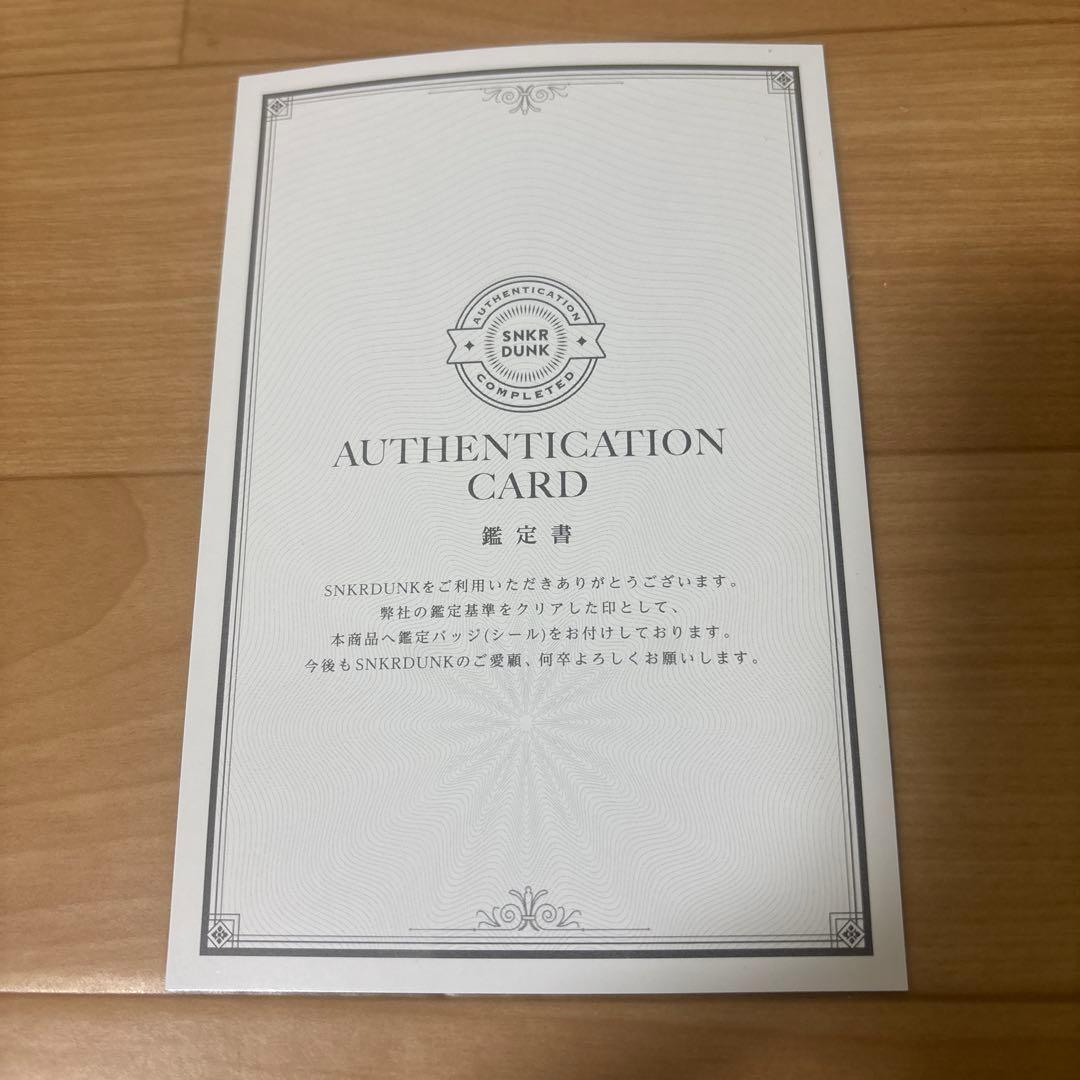 AUTHENTICATION
SNKR
DUNK
COMPLETED
AUTHENTICATION
CARD
鑑定書
SNKRDUNKをご利用いただきありがとうございます。
弊社の鑑定基準をクリアした印として、
本商品へ鑑定バッジ(シール)をお付けしております。
今後もSNKRDUNKのご愛顧、何卒よろしくお願いします。